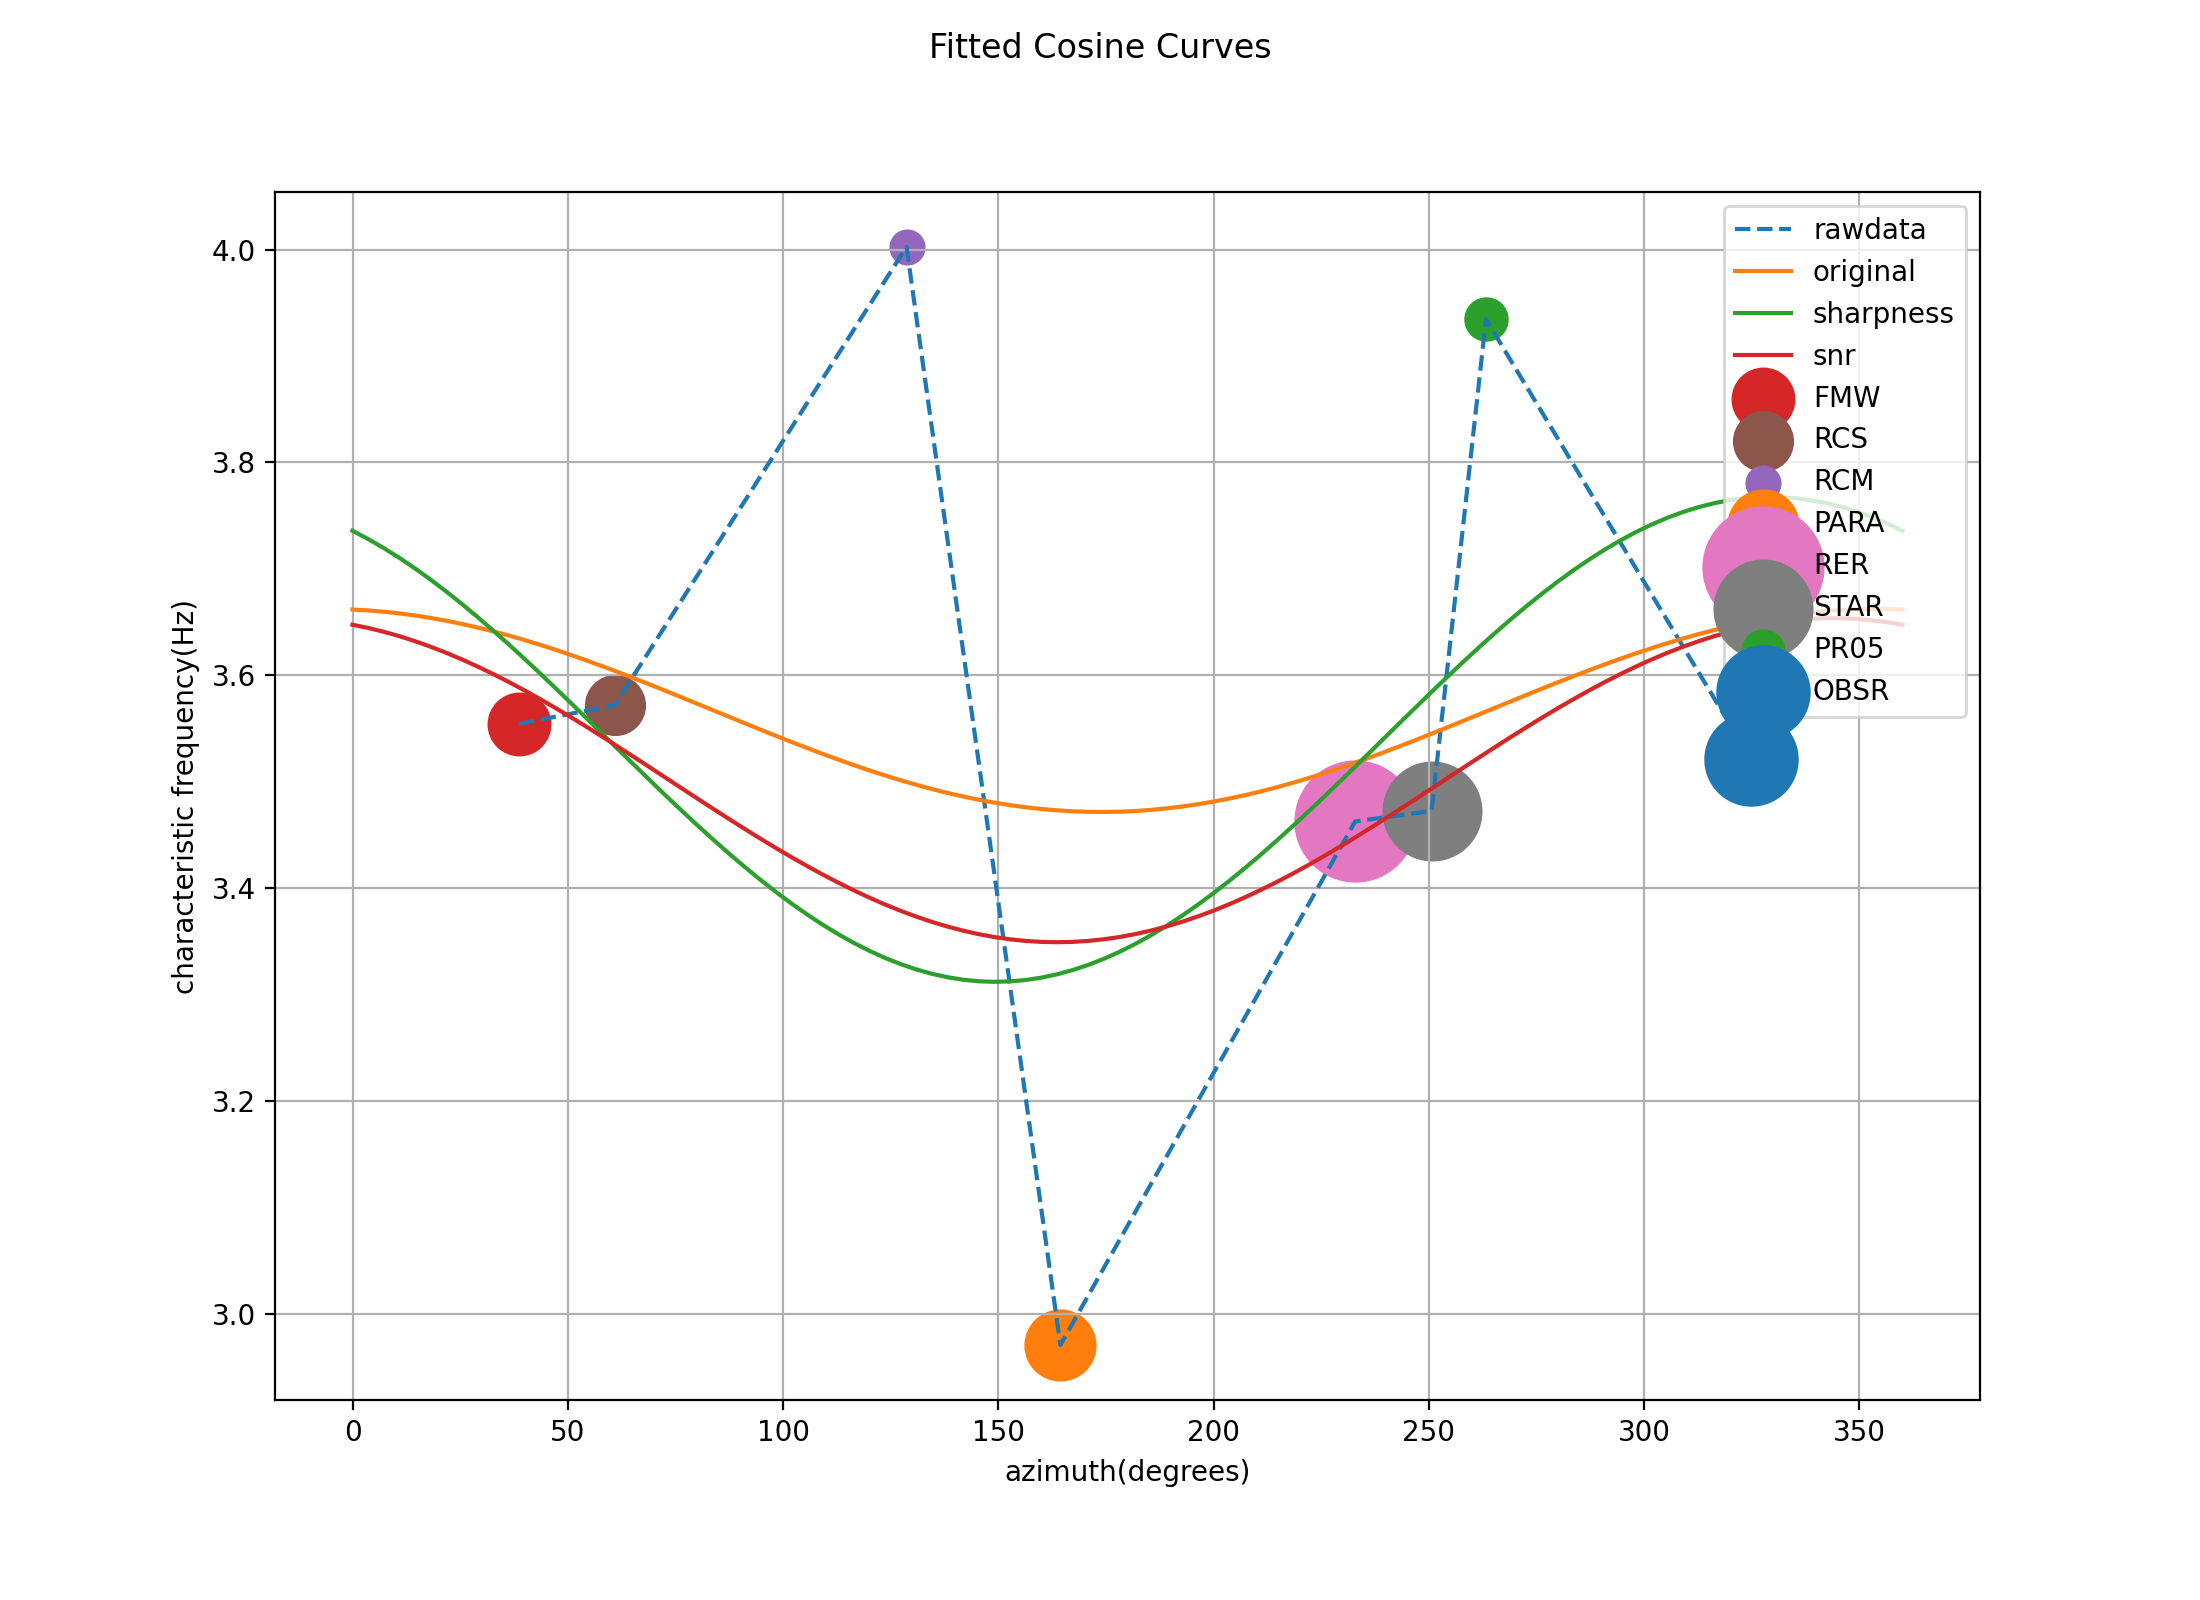 Fitted Cosine Curves
rawdata
original
sharpness
snr
FMW
RCS
RCM
PARA
RER
STAR
PR05
OBSR
4.0
3.8
3.6
3.4
3.2
3.0
characteristic frequency(Hz)
0 50 100 150 200 250 300 350
azimuth(degrees)